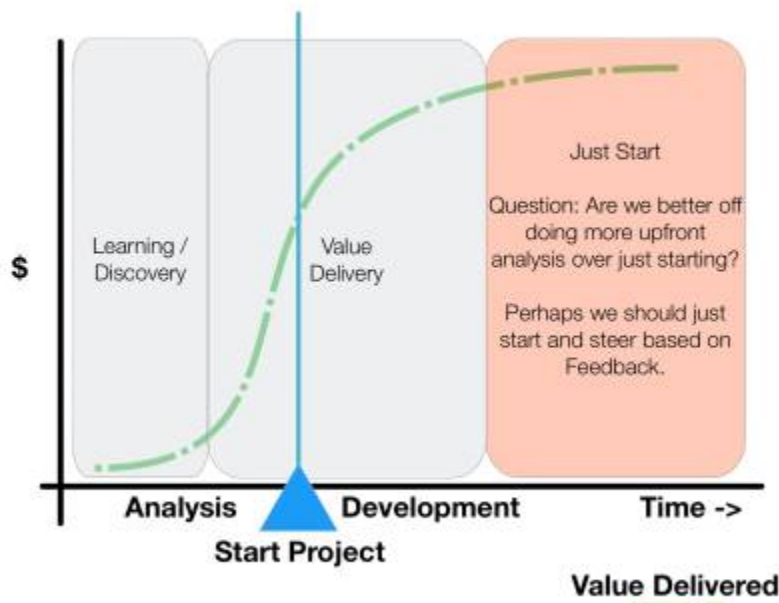 $
Learning /
Discovery
Value
Delivery
Just Start
Question: Are we better off
doing more upfront
analysis over just starting?
Perhaps we should just
start and steer based on
Feedback.
Analysis
Development
Time ->
Start Project
Value Delivered